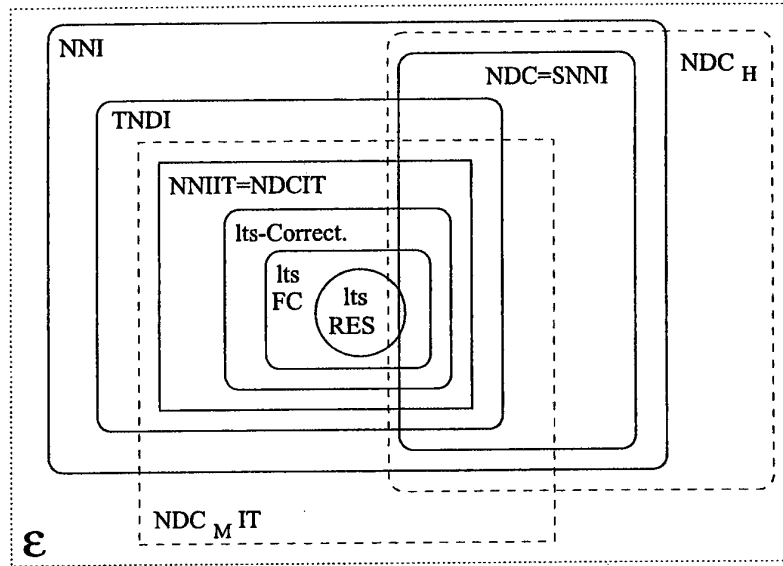 NNI
NDC=SNNI
NDC H
TNDI
NNIIT=NDCIT
lts-Correct.
lts
FC
lts
RES
NDC M IT
ε